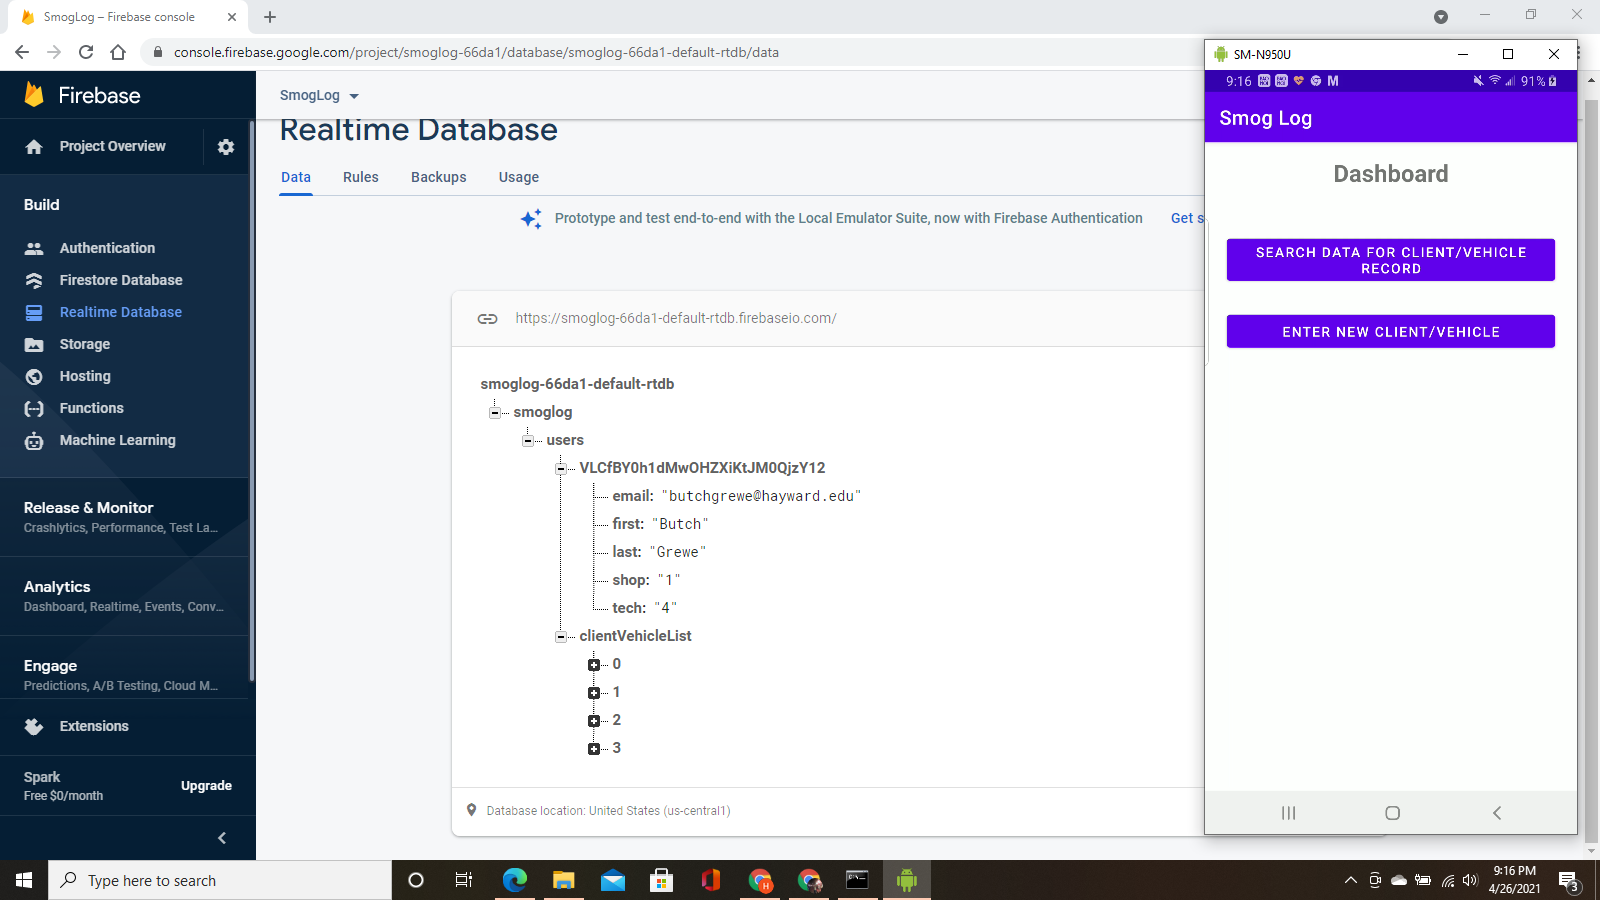 SmogLog – Firebase console
console.firebase.google.com/project/smoglog-66da1/database/smoglog-66da1-default-rtdb/data
Firebase
Project Overview
Build
Authentication
Firestore Database
Realtime Database
Storage
Hosting
Functions
Machine Learning
Release & Monitor
Crashlytics, Performance, Test La...
Analytics
Dashboard, Realtime, Events, Conv...
Engage
Predictions, A/B Testing, Cloud M...
Extensions
Spark
Free $0/month
Upgrade
SmogLog
Realtime Database
Data Rules Backups Usage
Prototype and test end-to-end with the Local Emulator Suite, now with Firebase Authentication Get s
https://smoglog-66da1-default-rtdb.firebaseio.com/
smoglog-66da1-default-rtdb
smoglog
users
VLCfBY0h1dMwOHZXiKtJM0QjzY12
email: "butchgrewe@hayward.edu"
first: "Butch"
last: "Grewe"
shop: "1"
tech: "4"
clientVehicleList
0
1
2
3
Database location: United States (us-central1)
SM-N950U
9:16 M 91%
Smog Log
Dashboard
SEARCH DATA FOR CLIENT/VEHICLE
RECORD
ENTER NEW CLIENT/VEHICLE
Type here to search
H
9:16 PM
4/26/2021
3